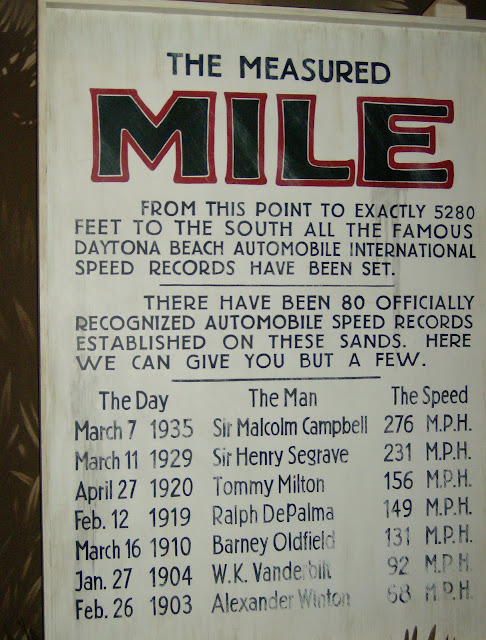 THE MEASURED
MILE
FROM THIS POINT TO EXACTLY 5280
FEET TO THE SOUTH ALL THE FAMOUS
DAYTONA BEACH AUTOMOBILE INTERNATIONAL
SPEED RECORDS HAVE BEEN SET.
THERE HAVE BEEN 80 OFFICIALLY
RECOGNIZED AUTOMOBILE SPEED RECORDS
ESTABLISHED ON THESE SANDS. HERE
WE CAN GIVE YOU BUT A FEW.
The Day The Man The Speed
March 7 1935 Sir Malcolm Campbell 276 M.P.H.
March 11 1929 Sir Henry Segrave 231 M.P.H.
April 27 1920 Tommy Milton 156 M.P.H.
Feb. 12 1919 Ralph DePalma 149 M.P.H.
March 16 1910 Barney Oldfield 131 M.P.H.
Jan. 27 1904 W.K. Vanderbilt 92 M.P.H.
Feb. 26 1903 Alexander Winton 68 M.P.H.